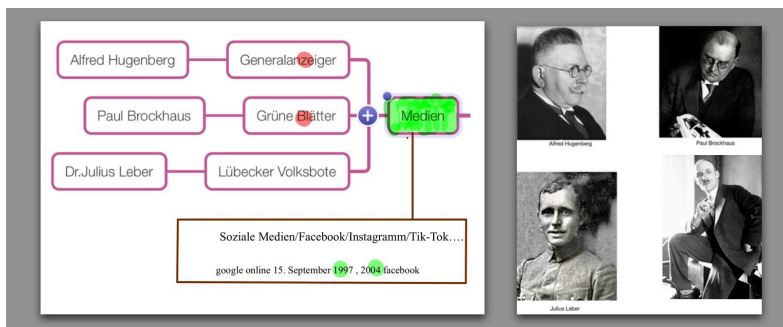 Alfred Hugenberg
Generalanzeiger
Paul Brockhaus
Grüne Blätter
Medien
Dr.Julius Leber
Lübecker Volksbote
Soziale Medien/Facebook/Instagramm/Tik-Tok….
google online 15. September 1997 , 2004 facebook
Alfred Hugenberg
Paul Brockhaus
Julius Leber